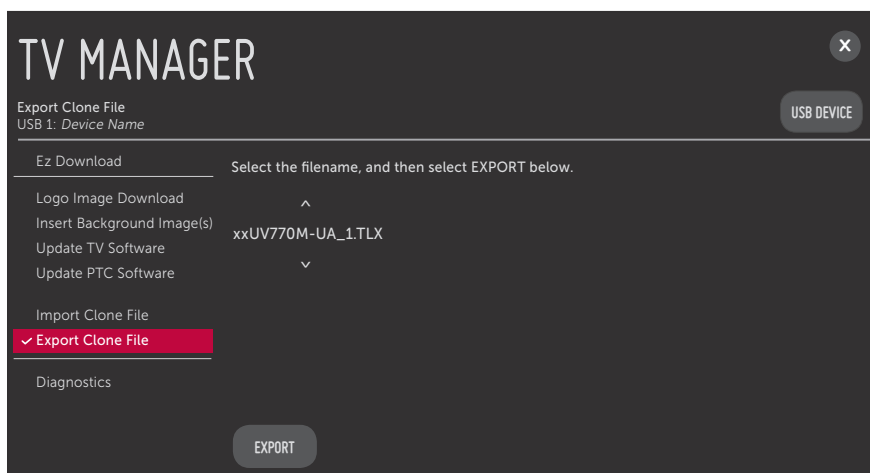 TV MANAGER
X
Export Clone File
USB 1: Device Name
USB DEVICE
Ez Download
Select the filename, and then select EXPORT below.
Logo Image Download
Insert Background Image(s)
Update TV Software
Update PTC Software
xxUV770M-UA_1.TLX
Import Clone File
Export Clone File
Diagnostics
EXPORT